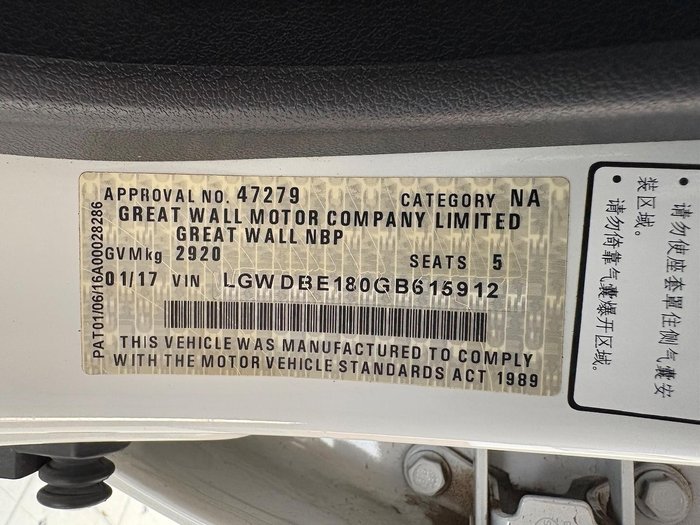 APPROVAL NO. 47279 CATEGORY NA
GREAT WALL MOTOR COMPANY LIMITED
GREAT WALL NBP
GVMkg 2920 SEATS 5
01/17 VIN LGWDBE180GB615912
THIS VEHICLE WAS MANUFACTURED TO COMPLY
WITH THE MOTOR VEHICLE STANDARDS ACT 1989
PAT01/06/16A00028286
· 请勿使座套罩住侧气囊安
装区域。
· 请勿倚靠气囊爆开区域。